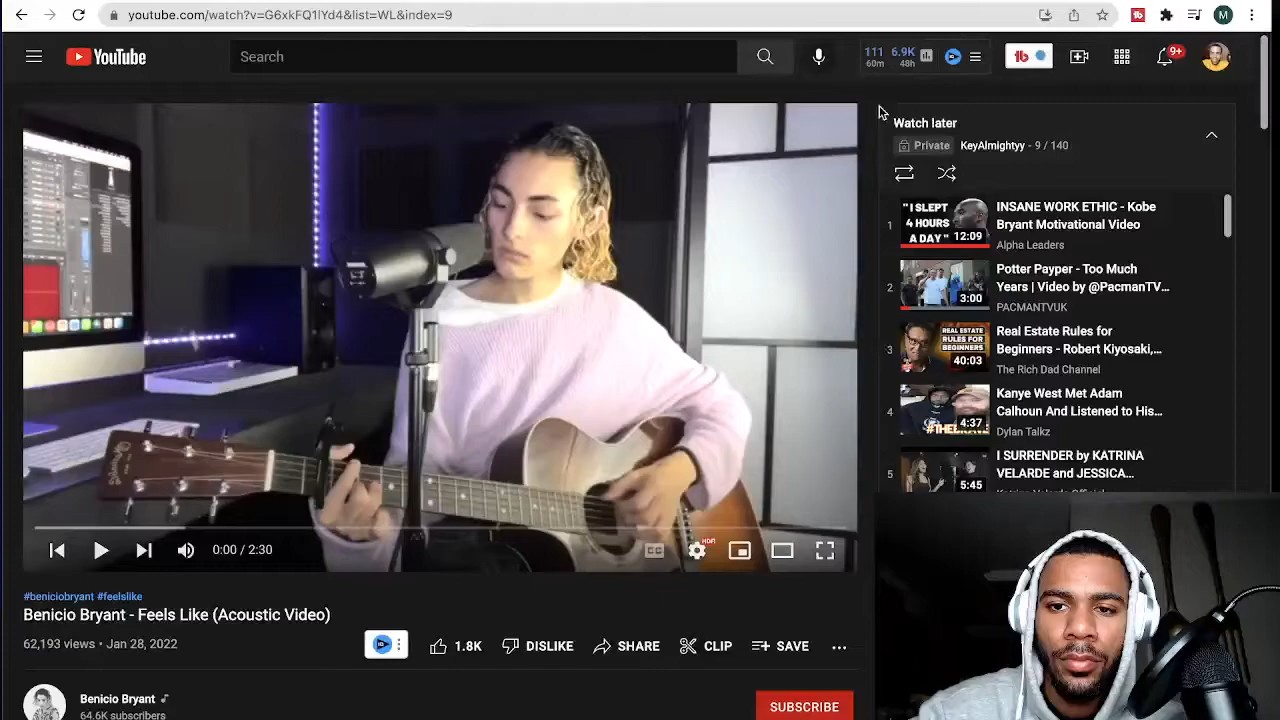 youtube.com/watch?v=G6xkFQ1lYd4&list=WL&index=9
M
YouTube
Search
111 6.9K
60m 48h
tb
9+
Watch later
Private KeyAlmightyy - 9 / 140
1
"I SLEPT
4 HOURS
A DAY"
12:09
INSANE WORK ETHIC - Kobe
Bryant Motivational Video
Alpha Leaders
2
3:00
Potter Payper - Too Much
Years | Video by @PacmanTV...
PACMANTVUK
3
REAL ESTATE
RULES FOR
BEGINNERS
40:03
Real Estate Rules for
Beginners - Robert Kiyosaki,...
The Rich Dad Channel
4
4:37
Kanye West Met Adam
Calhoun And Listened to His...
Dylan Talkz
5
5:45
I SURRENDER by KATRINA
VELARDE and JESSICA...
0:00 / 2:30
CC
HDR
#beniciobryant #feelslike
Benicio Bryant - Feels Like (Acoustic Video)
62,193 views • Jan 28, 2022
1.8K DISLIKE SHARE CLIP SAVE
Benicio Bryant
64.6K subscribers
SUBSCRIBE